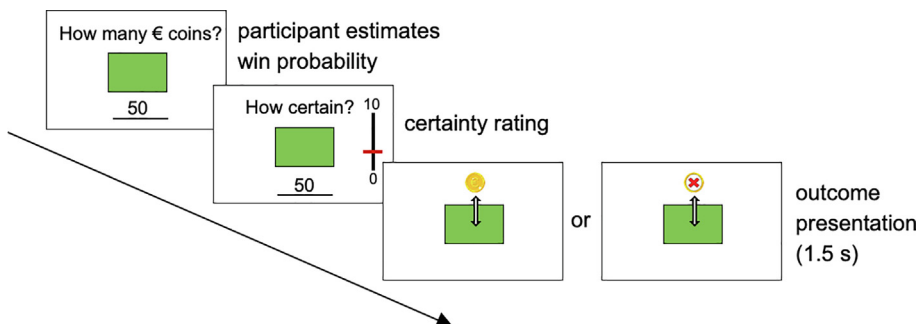 How many € coins?
50
participant estimates
win probability
How certain?
10
0
50
certainty rating
or
outcome
presentation
(1.5 s)